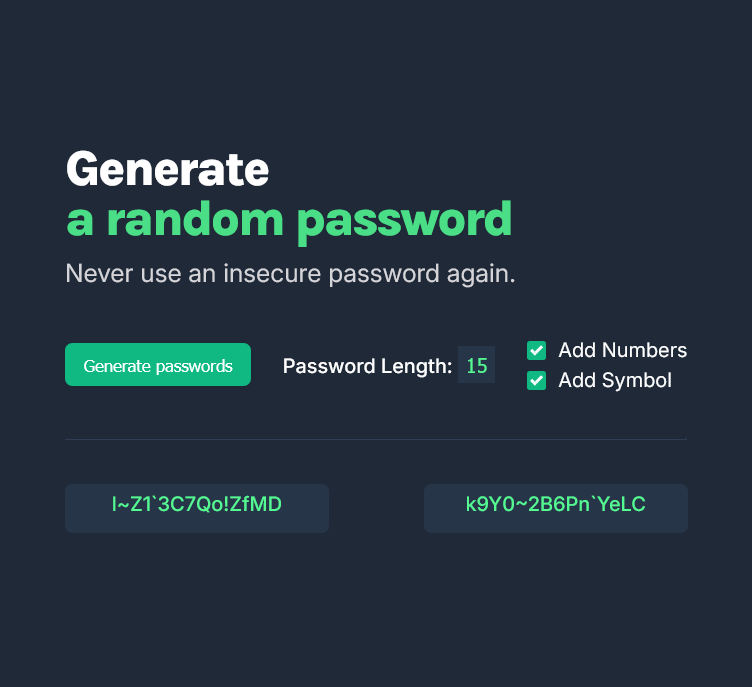 Generate
a random password
Never use an insecure password again.
Generate passwords
Password Length: 15
Add Numbers
Add Symbol
l~Z1`3C7Qo!ZfMD
k9Y0~2B6Pn`YeLC